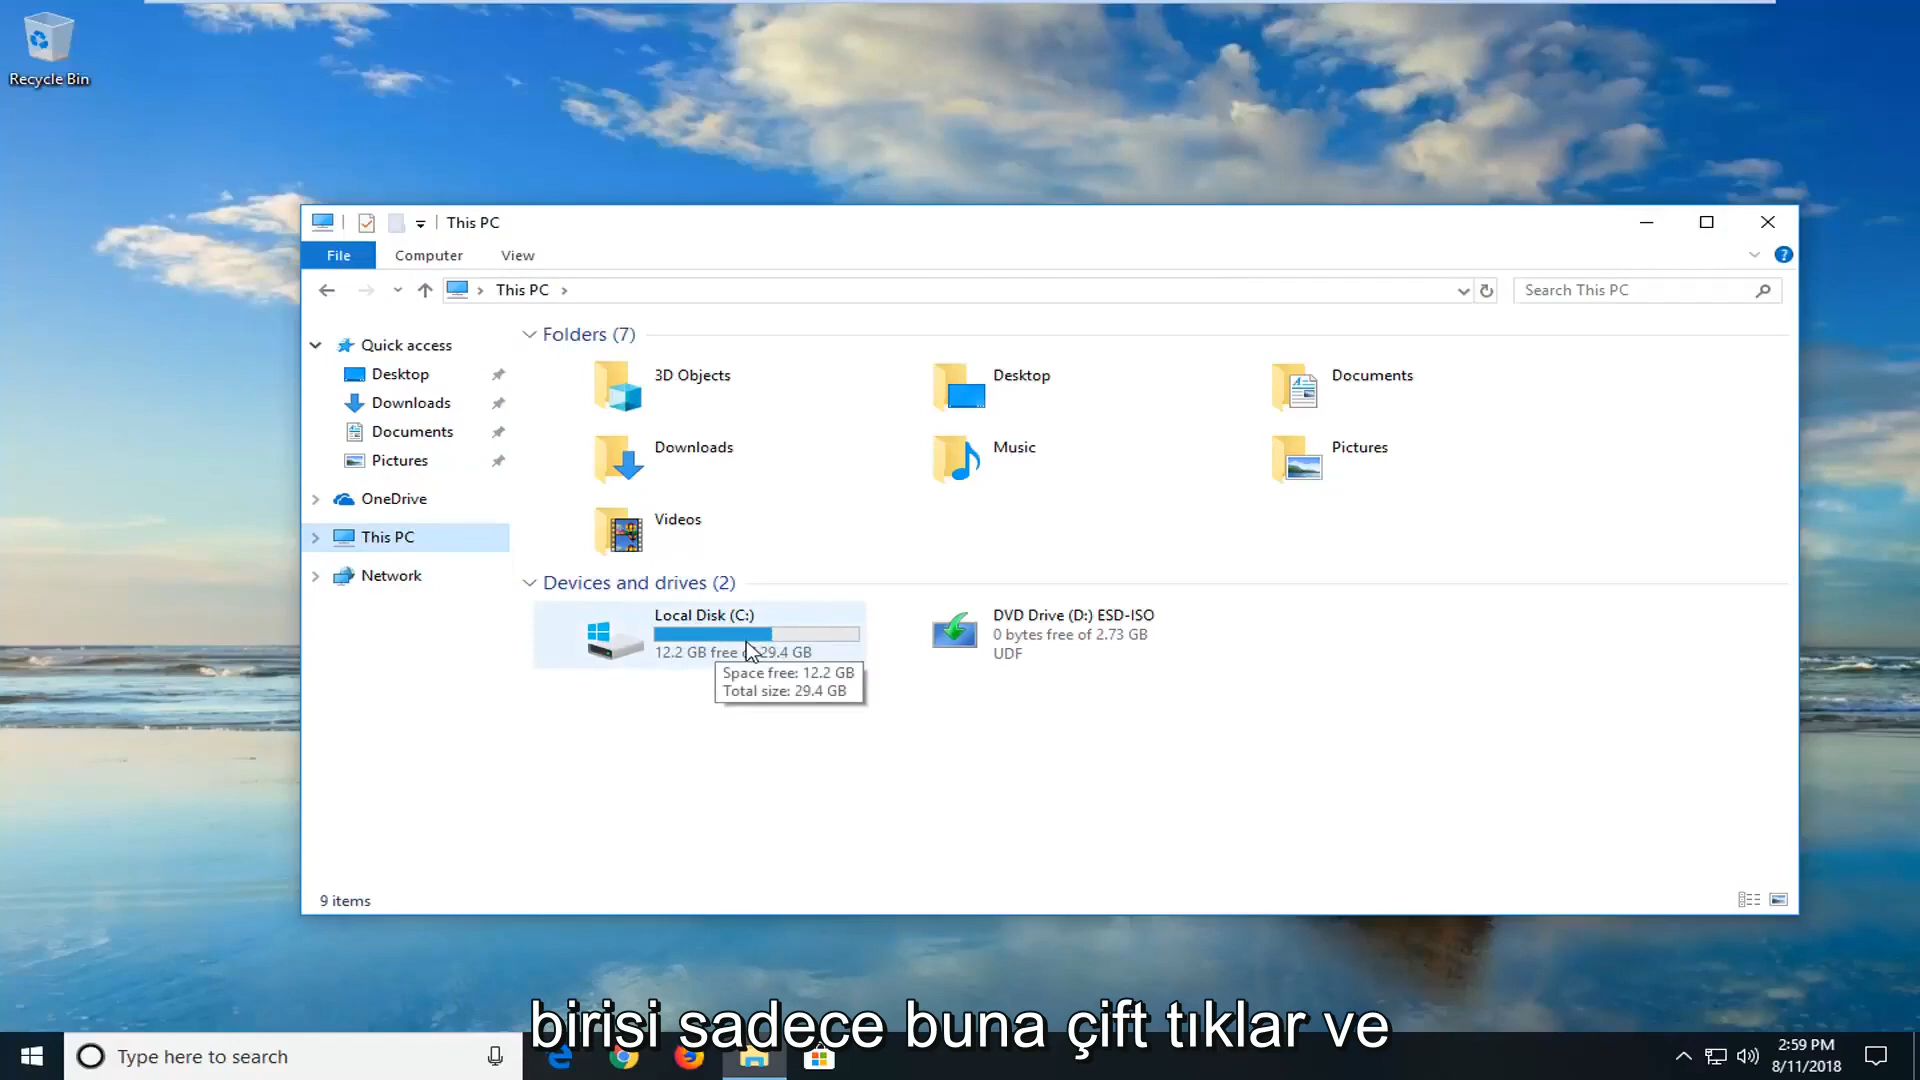 Recycle Bin
This PC
File
Computer
View
This PC
Search This PC
Quick access
Desktop
Downloads
Documents
Pictures
OneDrive
This PC
Network
Folders (7)
3D Objects
Desktop
Documents
Downloads
Music
Pictures
Videos
Devices and drives (2)
Local Disk (C:)
12.2 GB free 29.4 GB
Space free: 12.2 GB
Total size: 29.4 GB
DVD Drive (D:) ESD-ISO
0 bytes free of 2.73 GB
UDF
9 items
birisi sadece buna çift tıklar ve
Type here to search
2:59 PM
8/11/2018